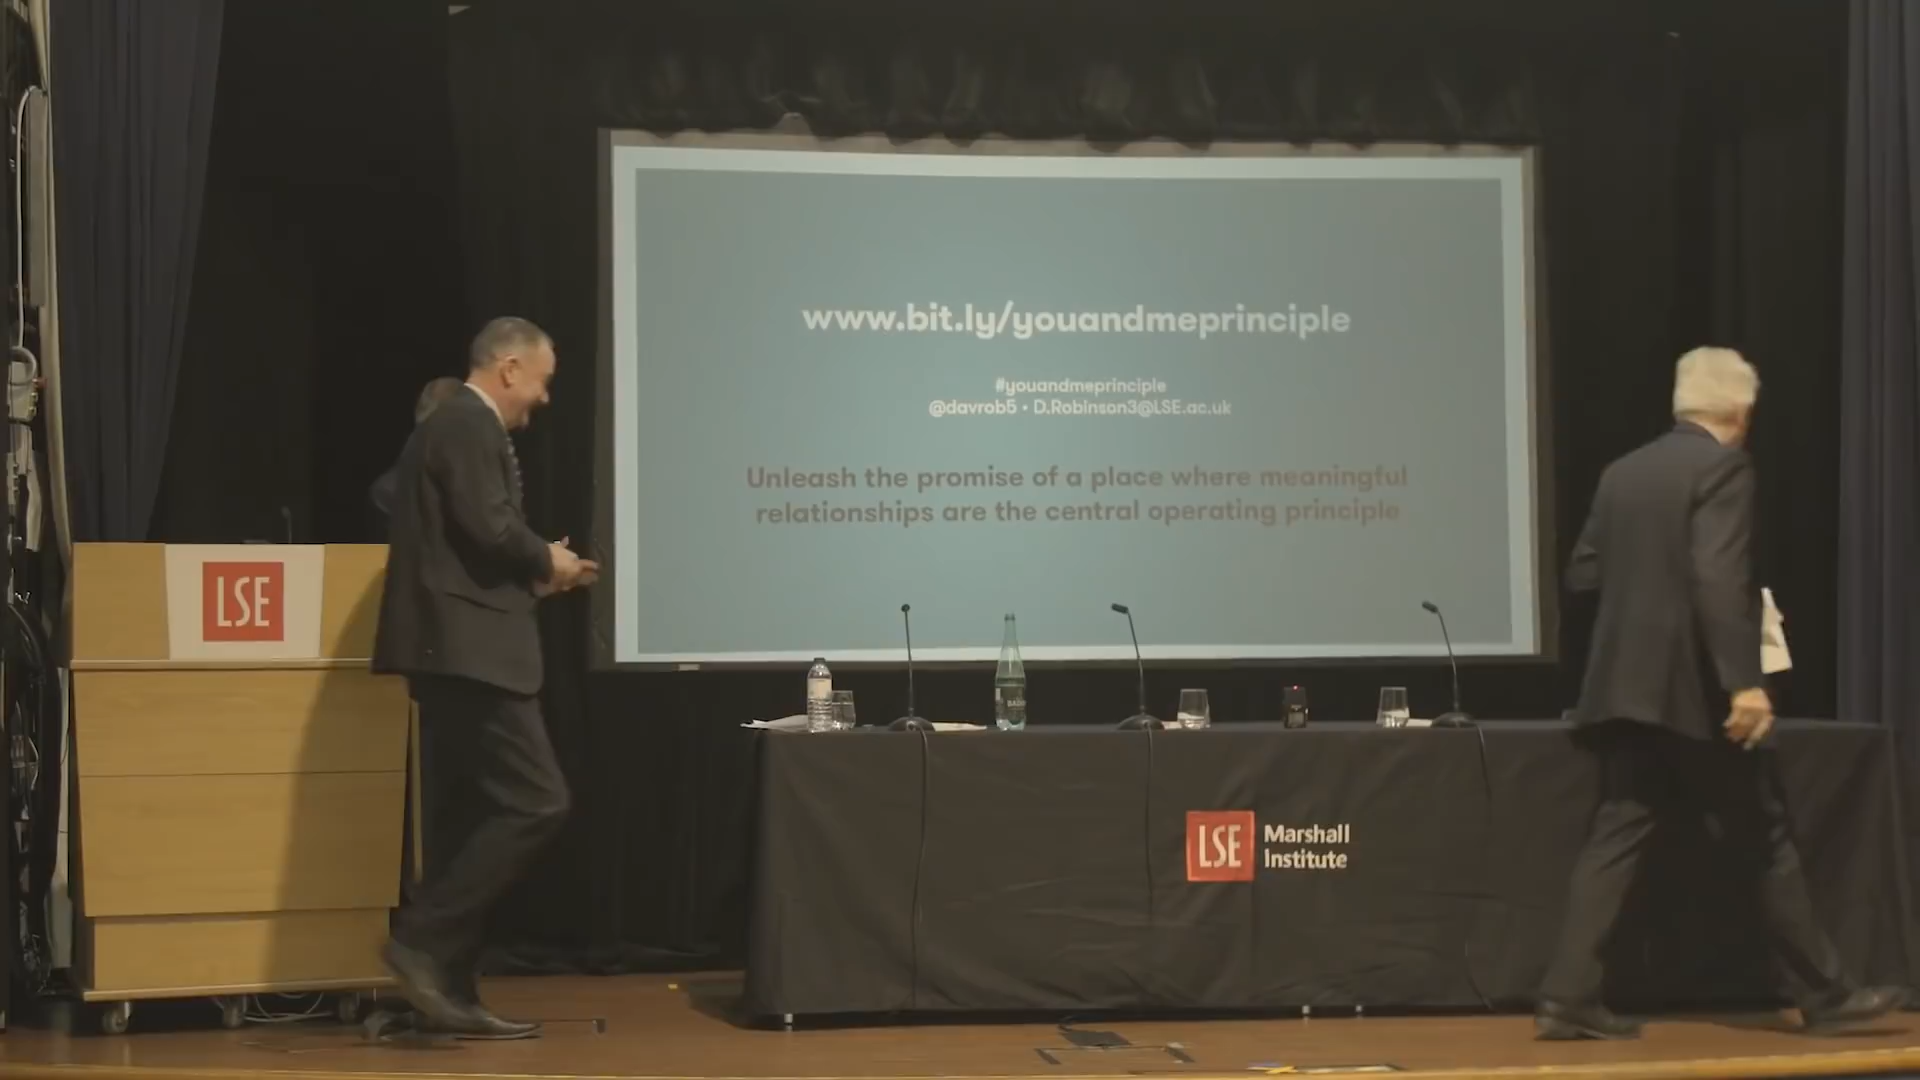 www.bit.ly/youandmeprinciple
#youandmeprinciple
@davrob5 • D.Robinson3@LSE.ac.uk
Unleash the promise of a place where meaningful
relationships are the central operating principle
LSE
LSE Marshall
Institute